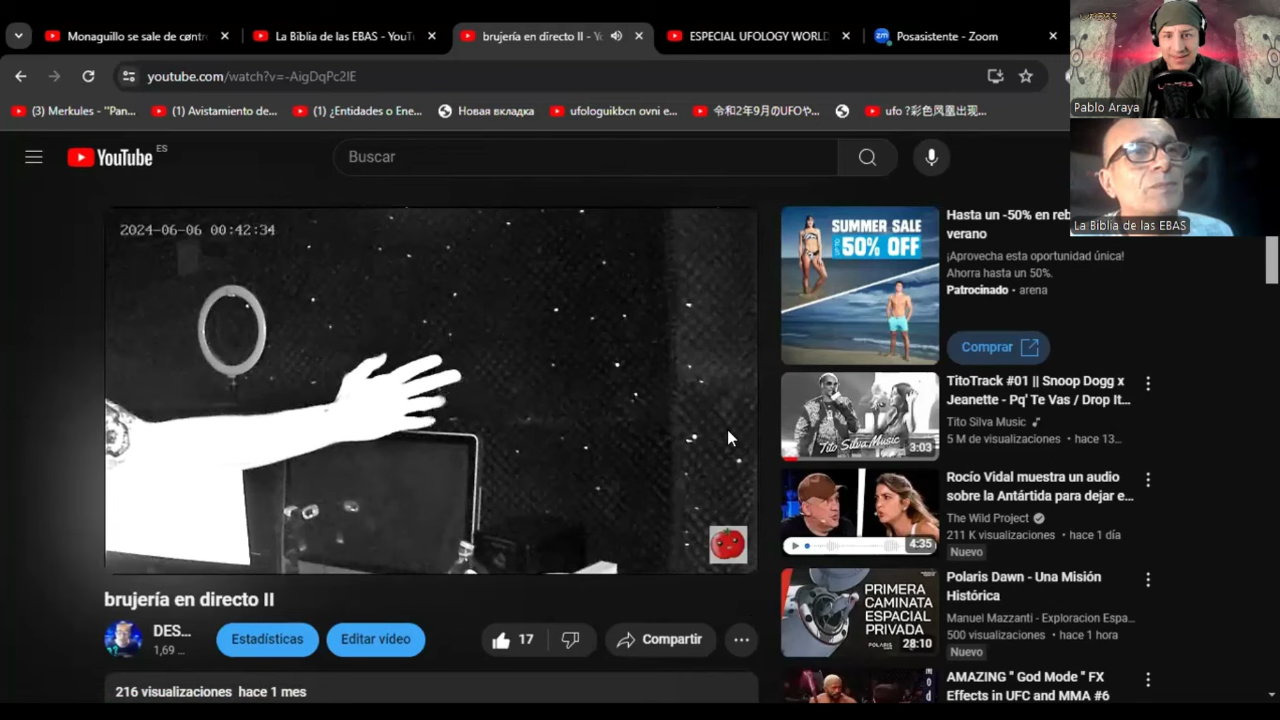 Monaguillo se sale de contr
La Biblia de las EBAS - YouTu
brujería en directo II - Yo
ESPECIAL UFOLOGY WORLD
zm Posasistente - Zoom
youtube.com/watch?v=-AigDqPc2lE
(3) Merkules - "Pan...
(1) Avistamiento de...
(1) ¿Entidades o Ene...
Новая вкладка
ufologuikbcn ovni e...
令和2年9月のUFOや...
ufo ?彩色凤凰出现...
Pablo Araya
La Biblia de las EBAS
YouTube ES
Buscar
2024-06-06 00:42:34
SUMMER SALE
UP TO 50% OFF
Hasta un -50% en reb
verano
¡Aprovecha esta oportunidad única!
Ahorra hasta un 50%.
Patrocinado • arena
Comprar
Tito Silva Music
3:03
TitoTrack #01 || Snoop Dogg x
Jeanette - Pq' Te Vas / Drop It...
Tito Silva Music
5 M de visualizaciones • hace 13...
4:35
Rocío Vidal muestra un audio
sobre la Antártida para dejar e...
The Wild Project
211 K visualizaciones • hace 1 día
Nuevo
PRIMERA
CAMINATA
ESPACIAL
PRIVADA
POLARIS
28:10
Polaris Dawn - Una Misión
Histórica
Manuel Mazzanti - Exploracion Espa...
500 visualizaciones • hace 1 hora
Nuevo
AMAZING " God Mode " FX
Effects in UFC and MMA #6
brujería en directo II
DES...
1,69 ...
Estadísticas
Editar vídeo
17
Compartir
216 visualizaciones hace 1 mes